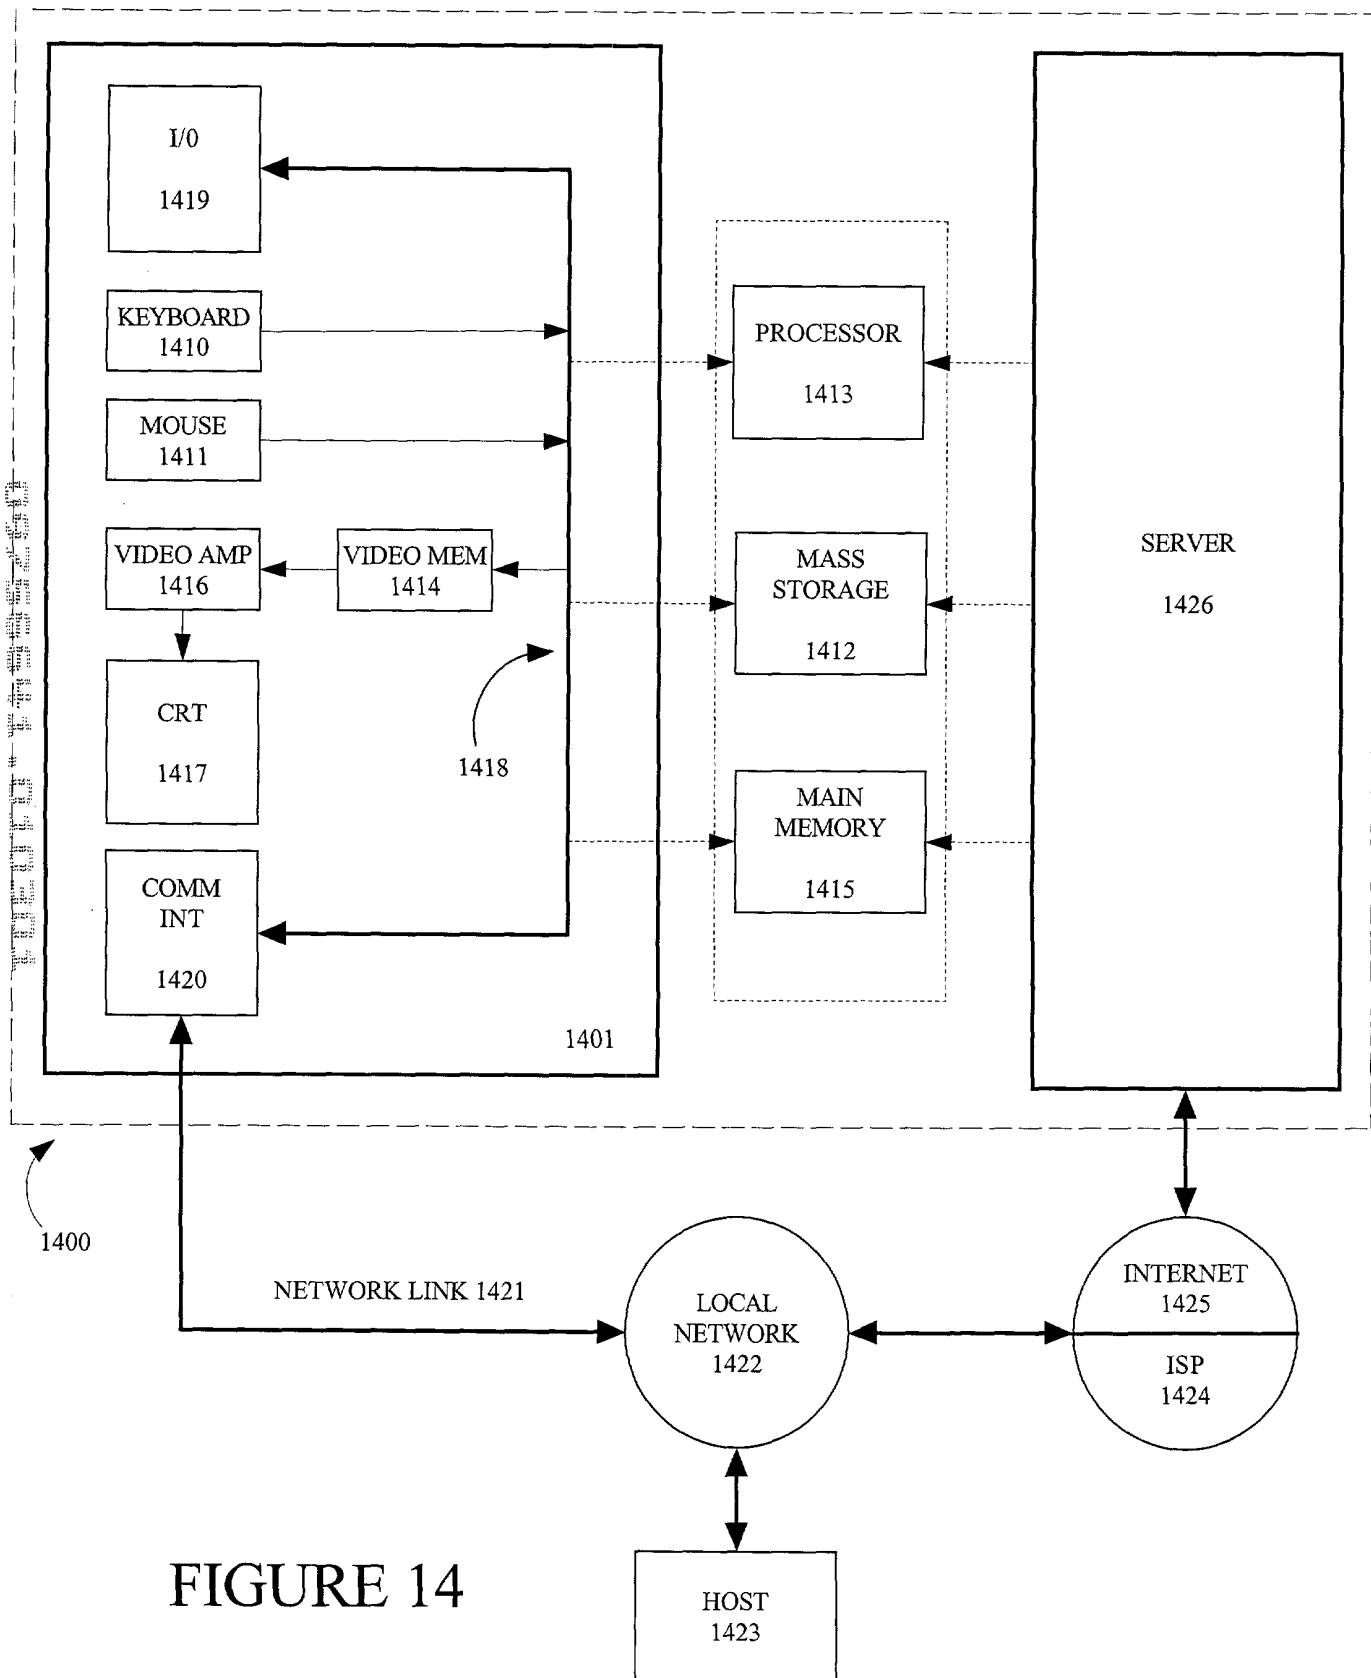 I/0
1419
KEYBOARD
1410
MOUSE
1411
VIDEO AMP
1416
VIDEO MEM
1414
CRT
1417
1418
COMM
INT
1420
1401
PROCESSOR
1413
MASS
STORAGE
1412
MAIN
MEMORY
1415
SERVER
1426
1400
NETWORK LINK 1421
LOCAL
NETWORK
1422
INTERNET
1425
ISP
1424
HOST
1423
FIGURE 14